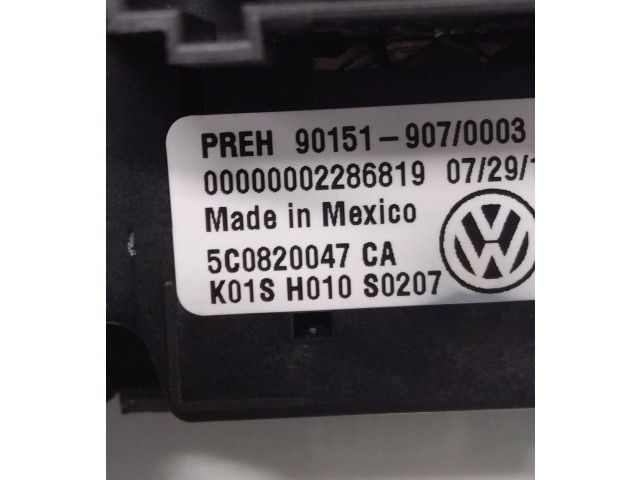 PREH 90151-907/0003
00000002286819 07/29/1
Made in Mexico
5C0820047 CA
K01S H010 S0207